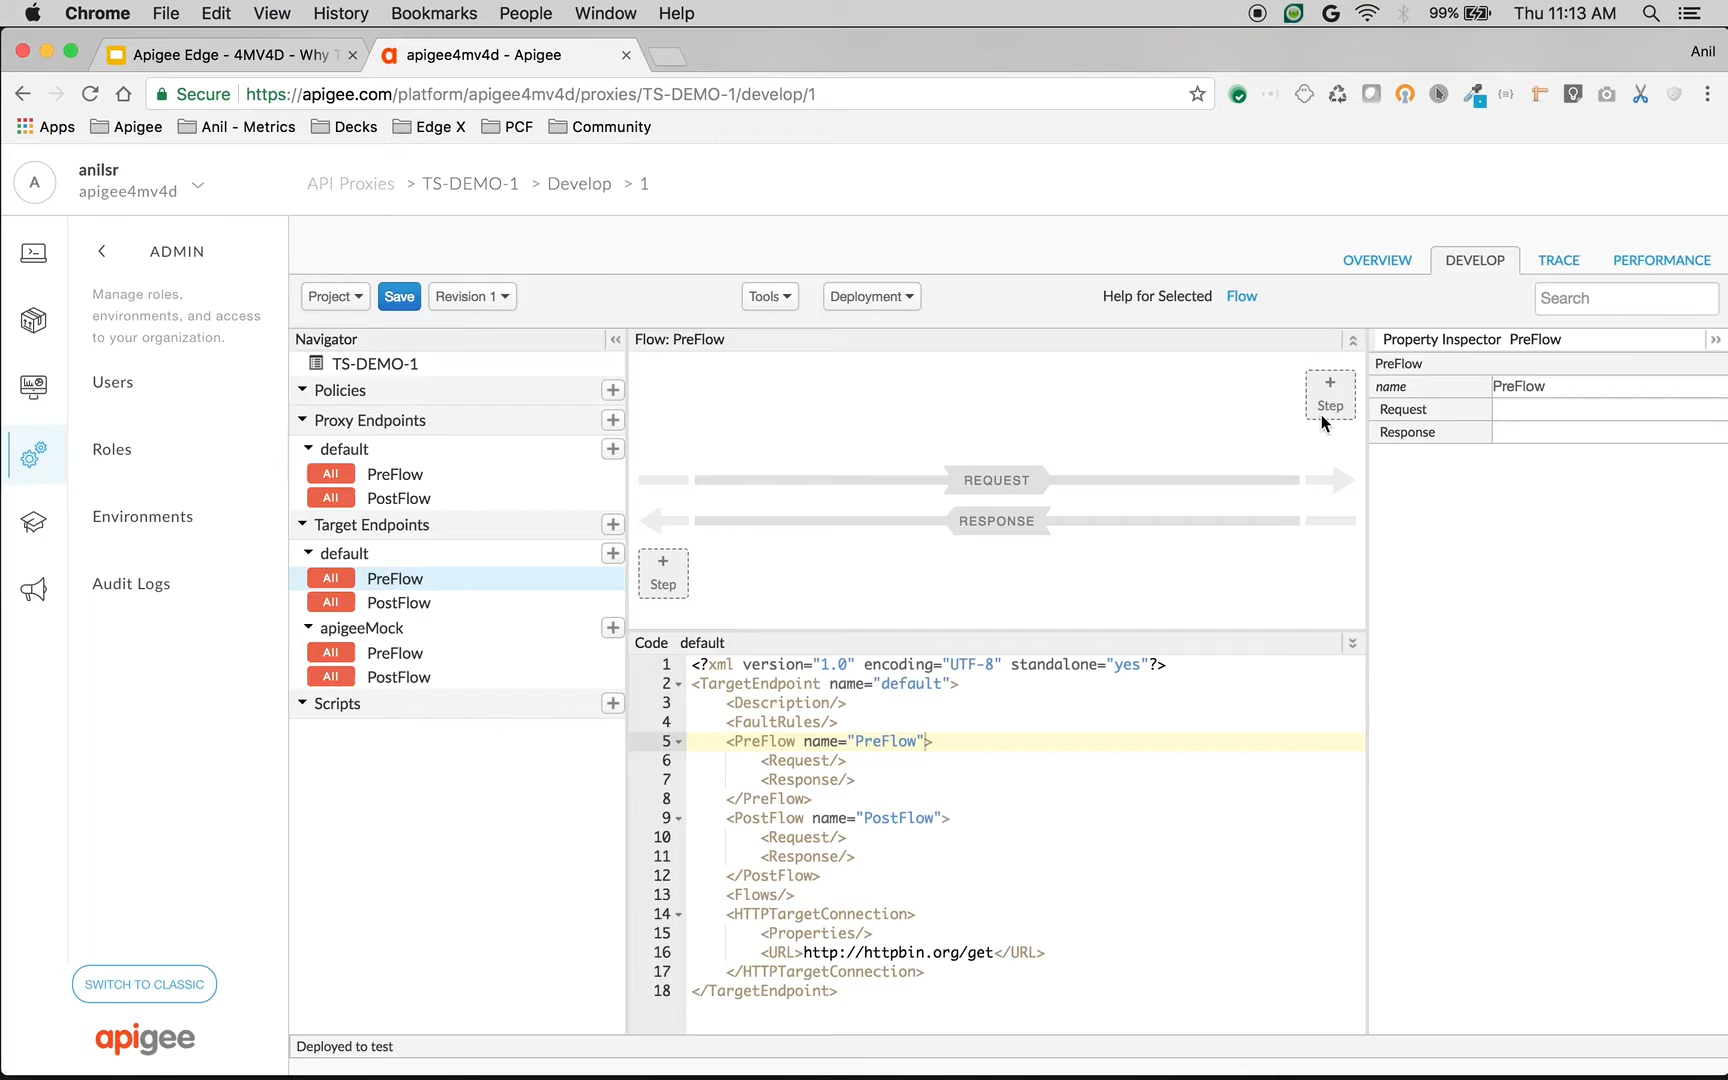 Chrome File Edit View History Bookmarks People Window Help 99% Thu 11:13 AM
Apigee Edge - 4MV4D - Why T apigee4mv4d - Apigee Anil
Secure https://apigee.com/platform/apigee4mv4d/proxies/TS-DEMO-1/develop/1
Apps Apigee Anil - Metrics Decks Edge X PCF Community
A anilsr
apigee4mv4d
API Proxies > TS-DEMO-1 > Develop > 1
ADMIN
Manage roles,
environments, and access
to your organization.
Users
Roles
Environments
Audit Logs
SWITCH TO CLASSIC
apigee
OVERVIEW DEVELOP TRACE PERFORMANCE
Project Save Revision 1 Tools Deployment Help for Selected Flow Search
Navigator
TS-DEMO-1
Policies
Proxy Endpoints
default
All PreFlow
All PostFlow
Target Endpoints
default
All PreFlow
All PostFlow
apigeeMock
All PreFlow
All PostFlow
Scripts
Flow: PreFlow
+
Step
REQUEST
RESPONSE
+
Step
Code default
1 <?xml version="1.0" encoding="UTF-8" standalone="yes"?>
2 <TargetEndpoint name="default">
3 <Description/>
4 <FaultRules/>
5 <PreFlow name="PreFlow">
6 <Request/>
7 <Response/>
8 </PreFlow>
9 <PostFlow name="PostFlow">
10 <Request/>
11 <Response/>
12 </PostFlow>
13 <Flows/>
14 <HTTPTargetConnection>
15 <Properties/>
16 <URL>http://httpbin.org/get</URL>
17 </HTTPTargetConnection>
18 </TargetEndpoint>
Property Inspector PreFlow
PreFlow
name PreFlow
Request
Response
Deployed to test